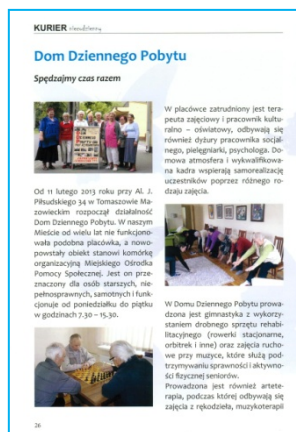 KURIER nieCodzienny
Dom Dziennego Pobytu
Spędzajmy czas razem
Od 11 lutego 2013 roku przy Al. J.
Piłsudskiego 34 w Tomaszowie Ma-
zowieckim rozpoczął działalność
Dom Dziennego Pobytu. W naszym
Mieście od wielu lat nie funkcjono-
wała podobna placówka, a nowo-
powstały obiekt stanowi komórkę
organizacyjną Miejskiego Ośrodka
Pomocy Społecznej. Jest on prze-
znaczony dla osób starszych, nie-
pełnosprawnych, samotnych i funk-
cjonuje od poniedziałku do piątku
w godzinach 7.30 – 15.30.
W placówce zatrudniony jest tera-
peuta zajęciowy i pracownik kultu-
ralno – oświatowy, odbywają się
również dyżury pracownika socjal-
nego, pielęgniarki, psychologa. Do-
mowa atmosfera i wykwalifikowa-
na kadra wspierają samorealizację
uczestników poprzez różnego ro-
dzaju zajęcia.
W Domu Dziennego Pobytu prowa-
dzona jest gimnastyka z wykorzy-
staniem drobnego sprzętu rehabi-
litacyjnego (rowerki stacjonarne,
orbitrek i inne) oraz zajęcia rucho-
we przy muzyce, które służą pod-
trzymywaniu sprawności i aktywno-
ści fizycznej seniorów.
Prowadzona jest również artete-
rapia, podczas której odbywają się
zajęcia z rękodzieła, muzykoterapii
26